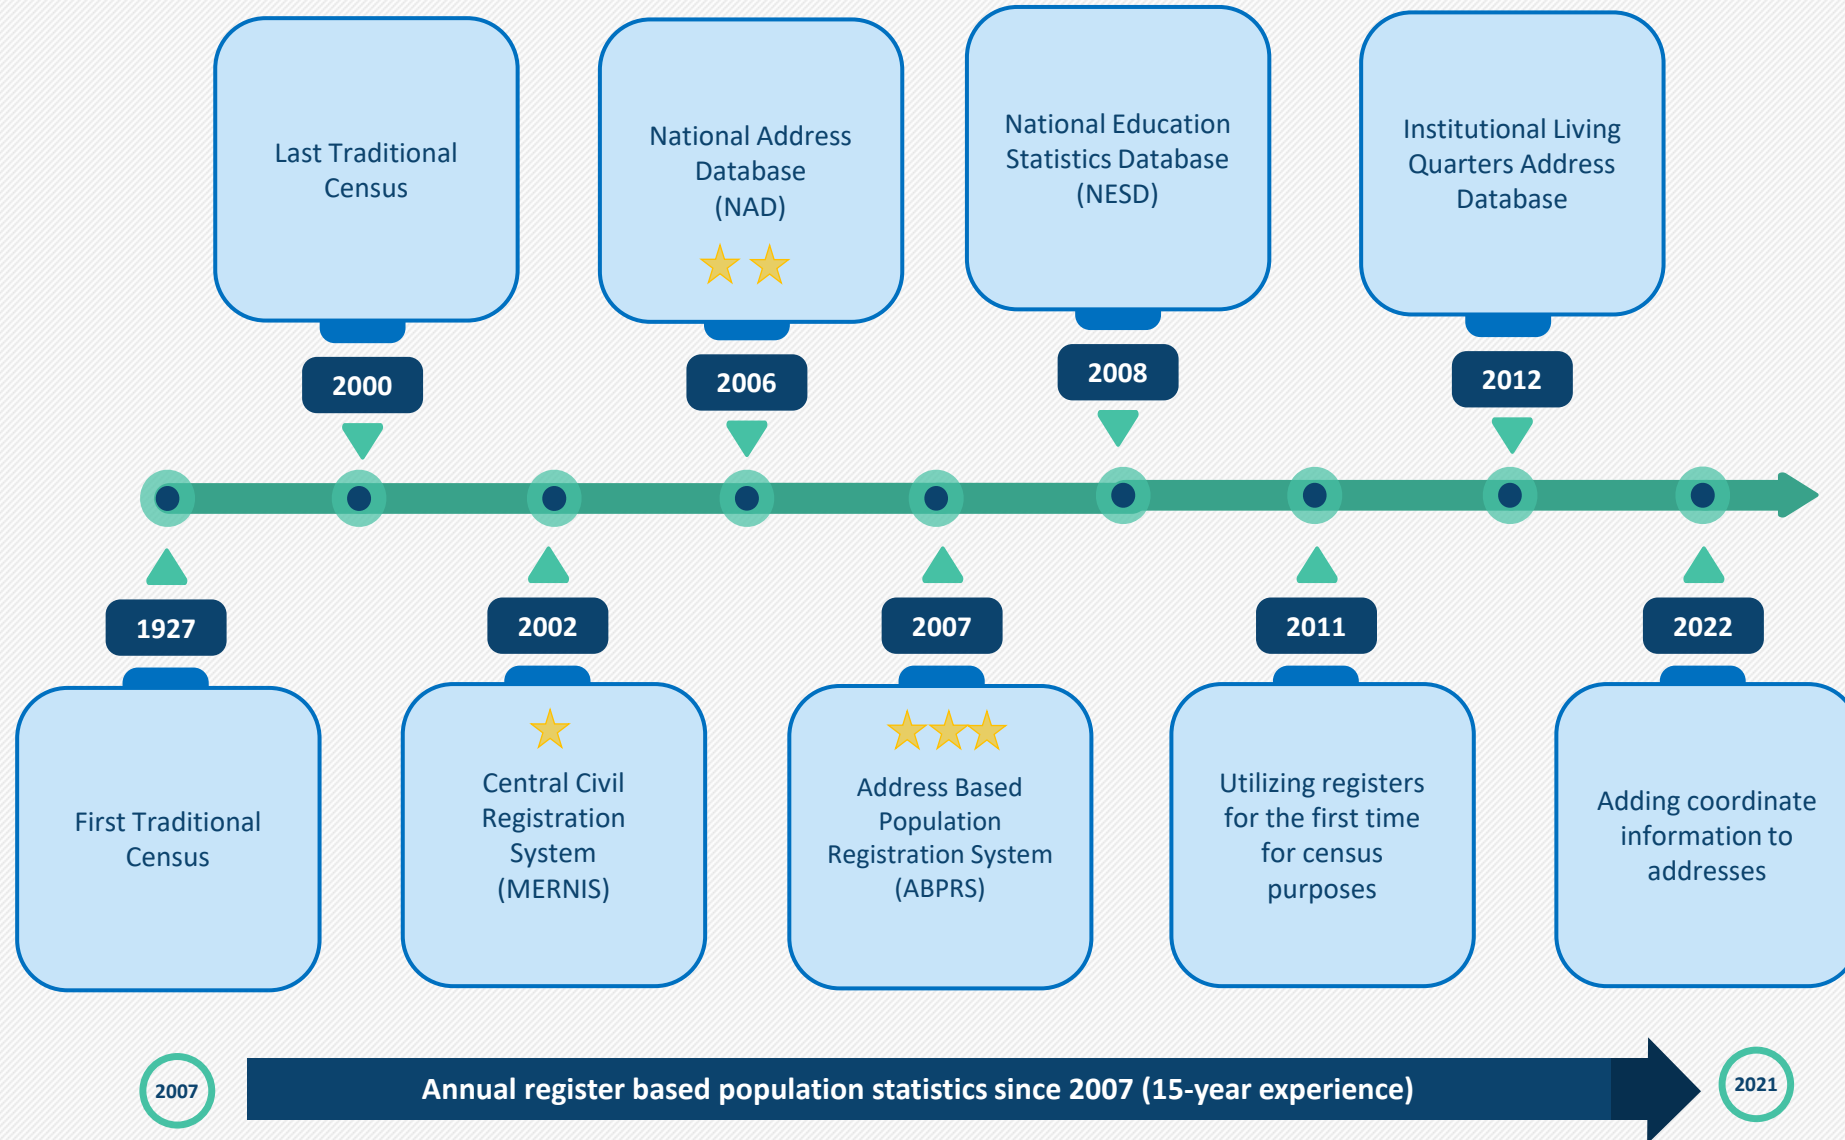 Last Traditional
Census
National Address
Database
(NAD)
National Education
Statistics Database
(NESD)
Institutional Living
Quarters Address
Database
2000
2006
2008
2012
1927
2002
2007
2011
2022
First Traditional
Census
Central Civil
Registration
System
(MERNIS)
Address Based
Population
Registration System
(ABPRS)
Utilizing registers
for the first time
for census
purposes
Adding coordinate
information to
addresses
2007
Annual register based population statistics since 2007 (15-year experience)
2021